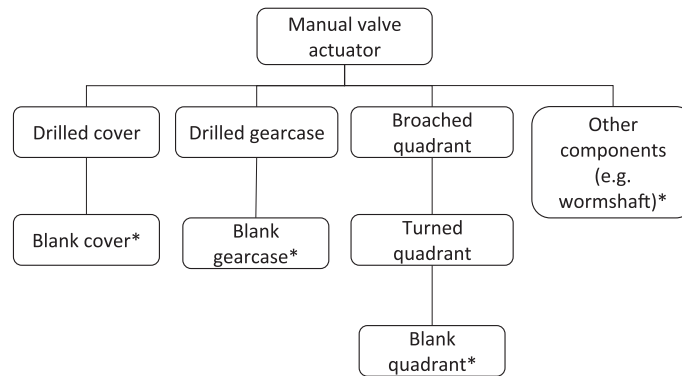 Manual valve
actuator
Drilled cover
Drilled gearcase
Broached
quadrant
Other
components
(e.g.
wormshaft)*
Blank cover*
Blank
gearcase*
Turned
quadrant
Blank
quadrant*